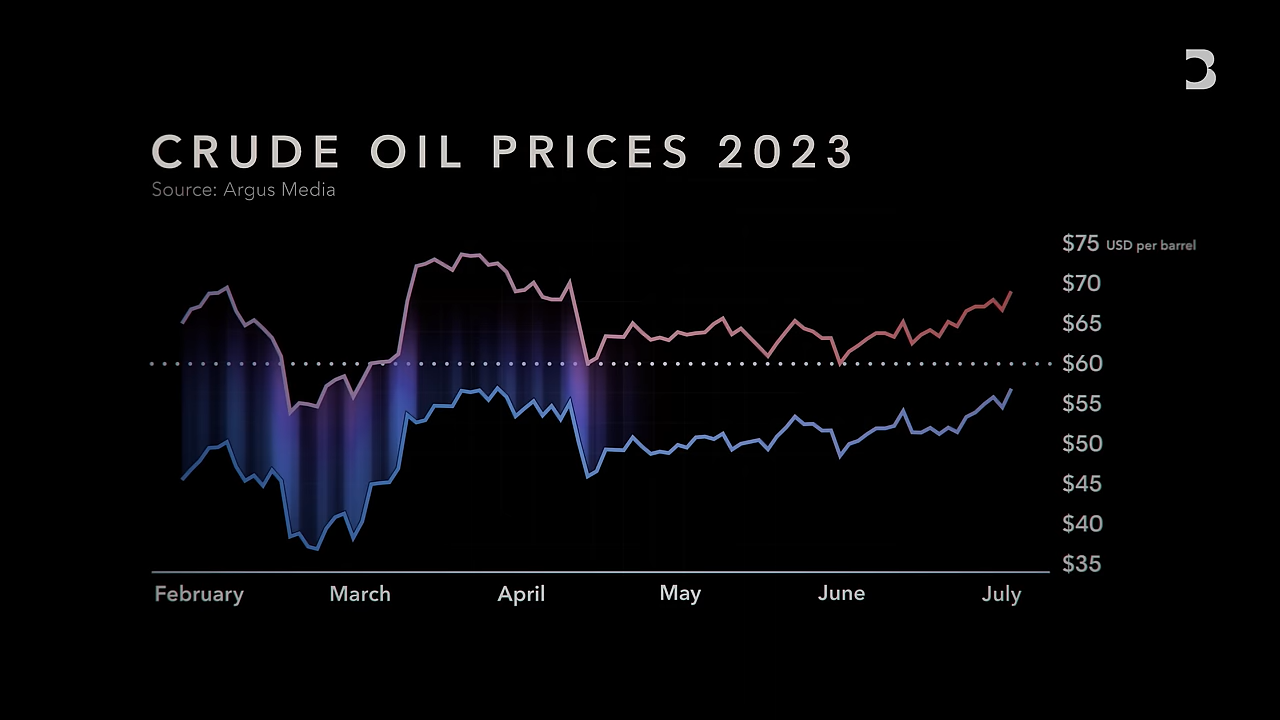 CRUDE OIL PRICES 2023
Source: Argus Media
$75 USD per barrel
$70
$65
$60
$55
$50
$45
$40
$35
February March April May June July